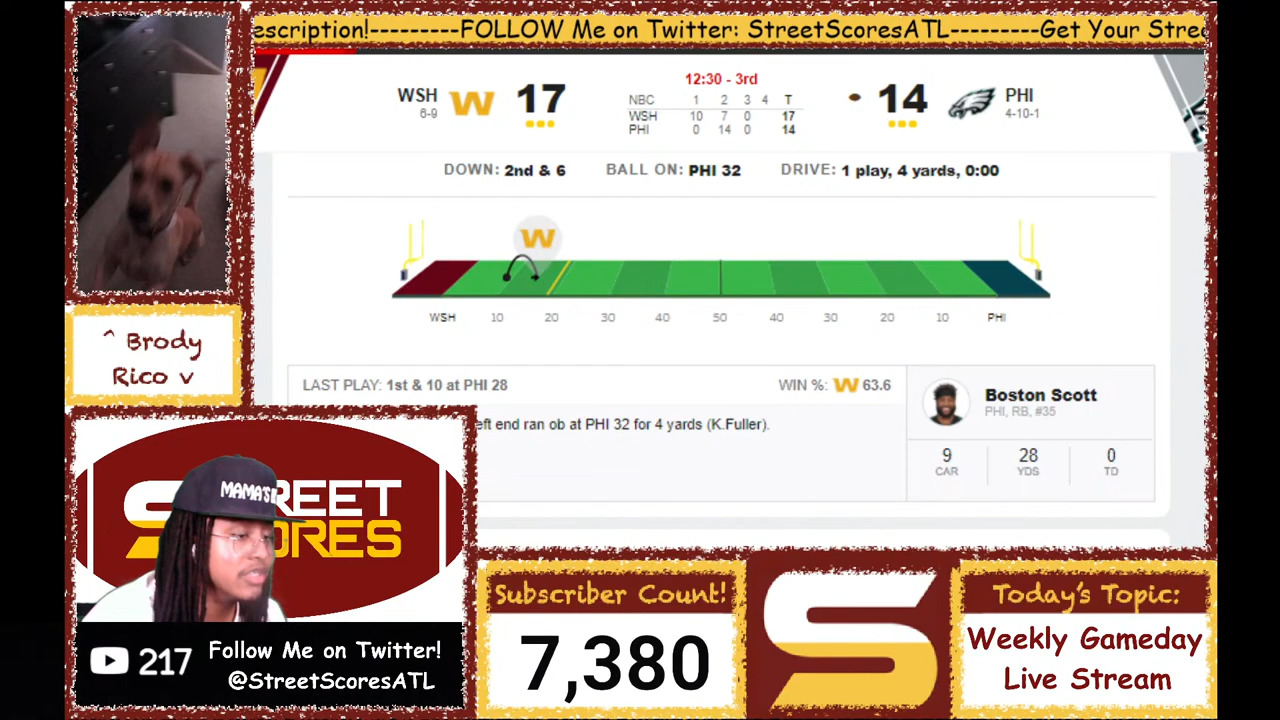 escription!---------FOLLOW Me on Twitter: StreetScoresATL---------Get Your Stree
WSH
6-9
W
17
12:30 - 3rd
NBC 1 2 3 4 T
WSH 10 7 0 17
PHI 0 14 0 14
14
PHI
4-10-1
DOWN: 2nd & 6 BALL ON: PHI 32 DRIVE: 1 play, 4 yards, 0:00
W
WSH 10 20 30 40 50 40 30 20 10 PHI
LAST PLAY: 1st & 10 at PHI 28 WIN %: W 63.6
eft end ran ob at PHI 32 for 4 yards (K.Fuller).
Boston Scott
PHI, RB, #35
9 28 0
CAR YDS TD
^ Brody
Rico v
MAMA'S
S REET
ORES
217
Follow Me on Twitter!
@StreetScoresATL
Subscriber Count!
7,380
S
Today's Topic:
Weekly Gameday
Live Stream